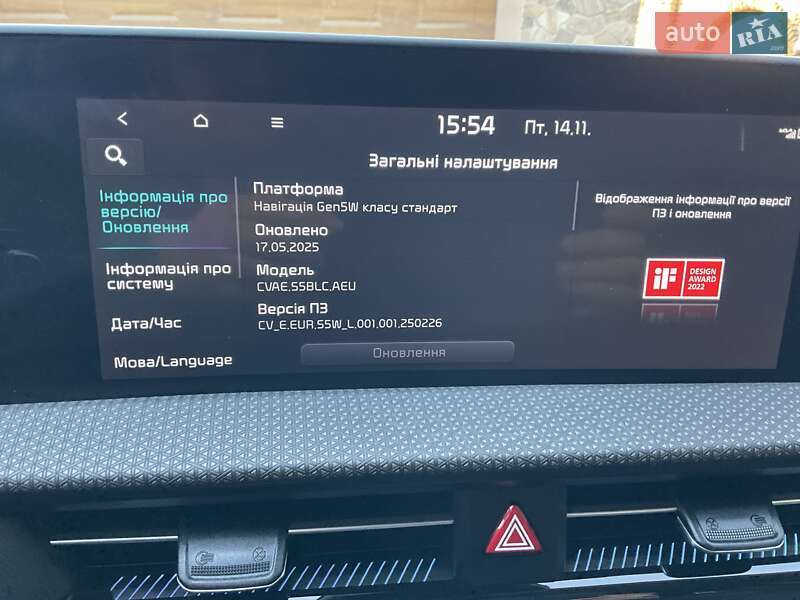 auto RIA.com
15:54 Пт, 14.11.
Загальні налаштування
Інформація про
версію/
Оновлення
Інформація про
систему
Дата/Час
Мова/Language
Платформа
Навігація Gen5W класу стандарт
Оновлено
17.05.2025
Модель
CVAE.S5BLC.AEU
Версія ПЗ
CV_E.EUR.S5W_L.001.001.250226
Оновлення
Відображення інформації про версії
ПЗ і оновлення
iF DESIGN
AWARD
2022